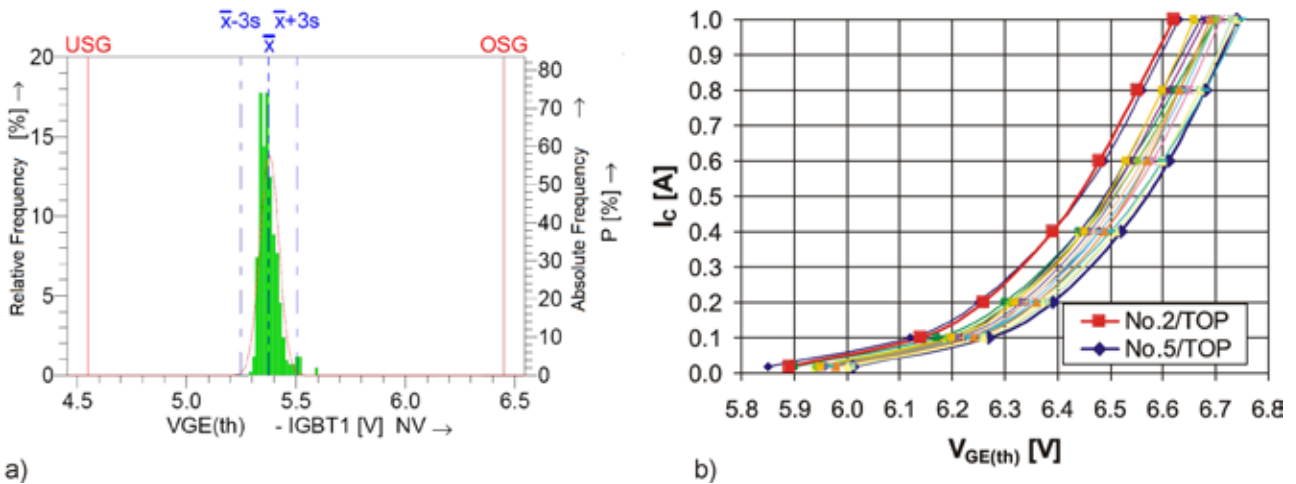 x̄-3s x̄+3s
USG x̄ OSG
20
15
10
5
0
Relative Frequency [%] →
80
70
60
50
40
30
20
10
0
Absolute Frequency →
P [%] →
4.5 5.0 5.5 6.0 6.5
VGE(th) - IGBT1 [V] NV →
a)
1.0
0.9
0.8
0.7
0.6
0.5
0.4
0.3
0.2
0.1
0.0
I_C [A]
No.2/TOP
No.5/TOP
5.8 5.9 6.0 6.1 6.2 6.3 6.4 6.5 6.6 6.7 6.8
V_GE(th) [V]
b)